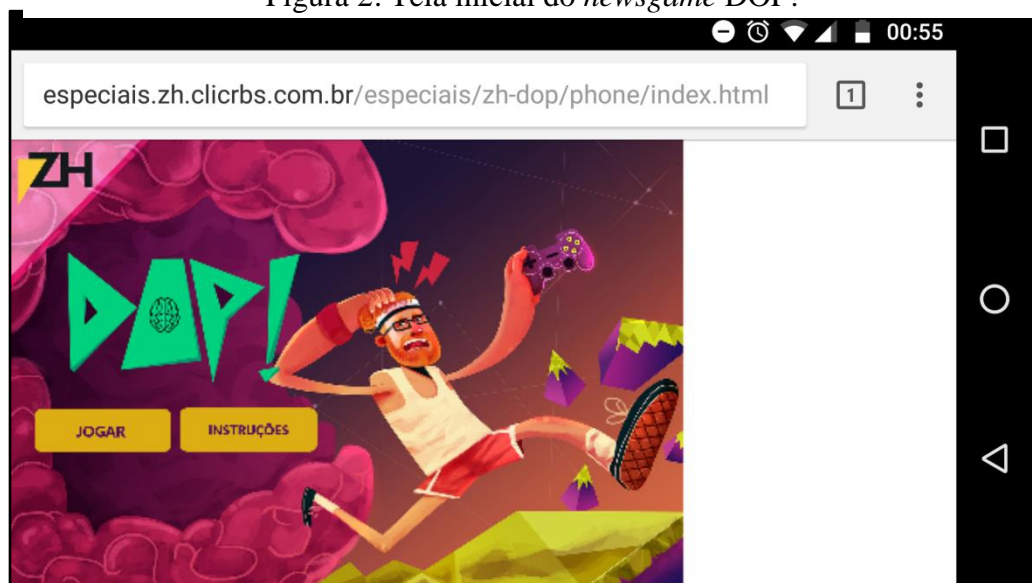 Figura 2: Tela inicial do newsgame DOP!
00:55
especiais.zh.clicrbs.com.br/especiais/zh-dop/phone/index.html
1
ZH
DOP!
JOGAR
INSTRUÇÕES